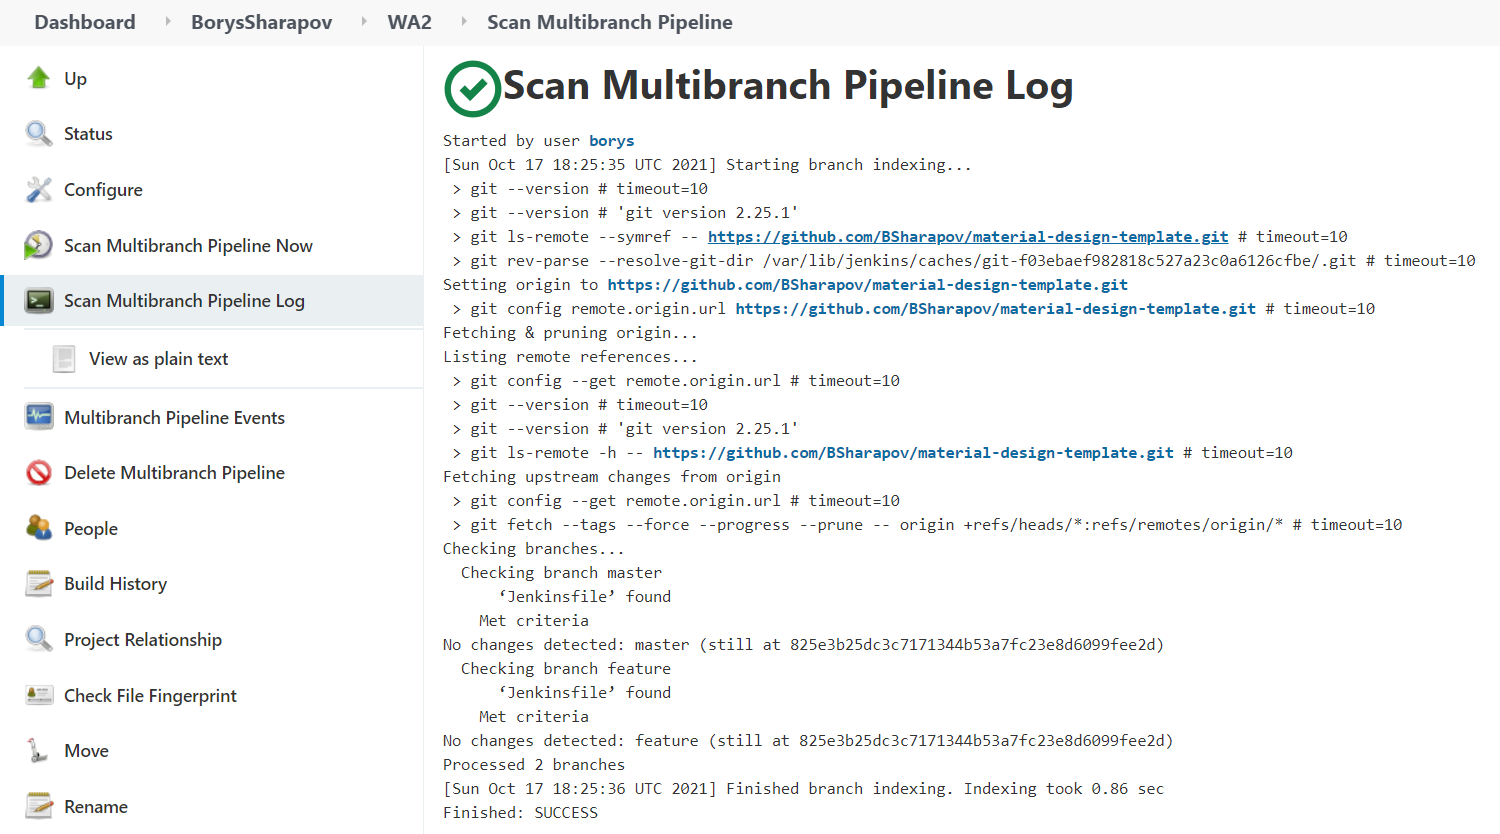 Dashboard BorysSharapov WA2 Scan Multibranch Pipeline
Up
Status
Configure
Scan Multibranch Pipeline Now
Scan Multibranch Pipeline Log
View as plain text
Multibranch Pipeline Events
Delete Multibranch Pipeline
People
Build History
Project Relationship
Check File Fingerprint
Move
Rename
Scan Multibranch Pipeline Log
Started by user borys
[Sun Oct 17 18:25:35 UTC 2021] Starting branch indexing...
 > git --version # timeout=10
 > git --version # 'git version 2.25.1'
 > git ls-remote --symref -- https://github.com/BSharapov/material-design-template.git # timeout=10
 > git rev-parse --resolve-git-dir /var/lib/jenkins/caches/git-f03ebaef982818c527a23c0a6126cfbe/.git # timeout=10
Setting origin to https://github.com/BSharapov/material-design-template.git
 > git config remote.origin.url https://github.com/BSharapov/material-design-template.git # timeout=10
Fetching & pruning origin...
Listing remote references...
 > git config --get remote.origin.url # timeout=10
 > git --version # timeout=10
 > git --version # 'git version 2.25.1'
 > git ls-remote -h -- https://github.com/BSharapov/material-design-template.git # timeout=10
Fetching upstream changes from origin
 > git config --get remote.origin.url # timeout=10
 > git fetch --tags --force --progress --prune -- origin +refs/heads/*:refs/remotes/origin/* # timeout=10
Checking branches...
  Checking branch master
      ‘Jenkinsfile’ found
    Met criteria
No changes detected: master (still at 825e3b25dc3c7171344b53a7fc23e8d6099fee2d)
  Checking branch feature
      ‘Jenkinsfile’ found
    Met criteria
No changes detected: feature (still at 825e3b25dc3c7171344b53a7fc23e8d6099fee2d)
Processed 2 branches
[Sun Oct 17 18:25:36 UTC 2021] Finished branch indexing. Indexing took 0.86 sec
Finished: SUCCESS